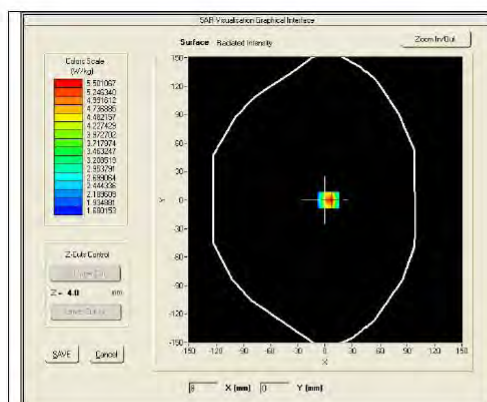 SAR Visualisation Graphical Interface
Surface Radiated Intensity
Zoom In/Out
Colors Scale
(W/kg)
5.501067
5.246340
4.991612
4.736885
4.482157
4.227429
3.972702
3.717974
3.463247
3.208519
2.953791
2.699064
2.444336
2.189609
1.934881
1.680153
150
120
90
60
30
0
-30
-60
-90
-120
-150
Y
-150 -120 -90 -60 -30 0 30 60 90 120 150
X
Z-Cuts Control
Z = 4.0 mm
SAVE Cancel
X (mm) 0 Y (mm)